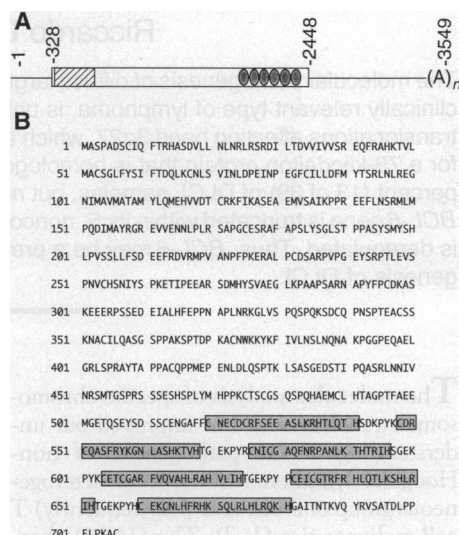 A
-1
-328
-2448
-3549
(A)n
B
1 MASPADSCIQ FTRHASDVLL NLNRLRSRDI LTDVVIVVSR EQFRAHKTVL
51 MACSGLFYSI FTDQLKCNLS VINLDPEINP EGFCILLDFM YTSRLNLREG
101 NIMAVMATAM YLQMEHVVDT CRKFIKASEA EMVSAIKPPR EEFLNSRMLM
151 PQDIMAYRGR EVVENNLPLR SAPGCESRAF APSLYSGLST PPASYSMYSH
201 LPVSSLLFSD EEFRDVRMPV ANPFPKERAL PCDSARPVPG EYSRPTLEVS
251 PNVCHSNIYS PKETIPEEAR SDMHYSVAEG LKPAAPSARN APYFPCDKAS
301 KEEERPSSED EIALHFEPPN APLNRKGLVS PQSPQKSDCQ PNSPTEACSS
351 KNACILQASG SPPAKSPTDP KACNWKKYKF IVLNSLNQNA KPGGPEQAEL
401 GRLSPRAYTA PPACQPPMEP ENLDLQSPTK LSASGEDSTI PQASRLNNIV
451 NRSMTGSPRS SSESHSPLYM HPPKCTSCGS QSPQHAEMCL HTAGPTFAEE
501 MGETQSEYSD SSCENGAFFC NECDCRFSEE ASLKRHTLQT HSDKPYKCDR
551 CQASFRYKGN LASHKTVHTG EKPYRCNICG AQFNRPANLK THTRIHSGEK
601 PYKCETCGAR FVQVAHLRAH VLIHTGEKPY PCEICGTRFR HLQTLKSHLR
651 IHTGEKPYHC EKCNLHFRHK SQLRLHLRQK HGAITNTKVQ YRVSATDLPP
701 ELPKAC